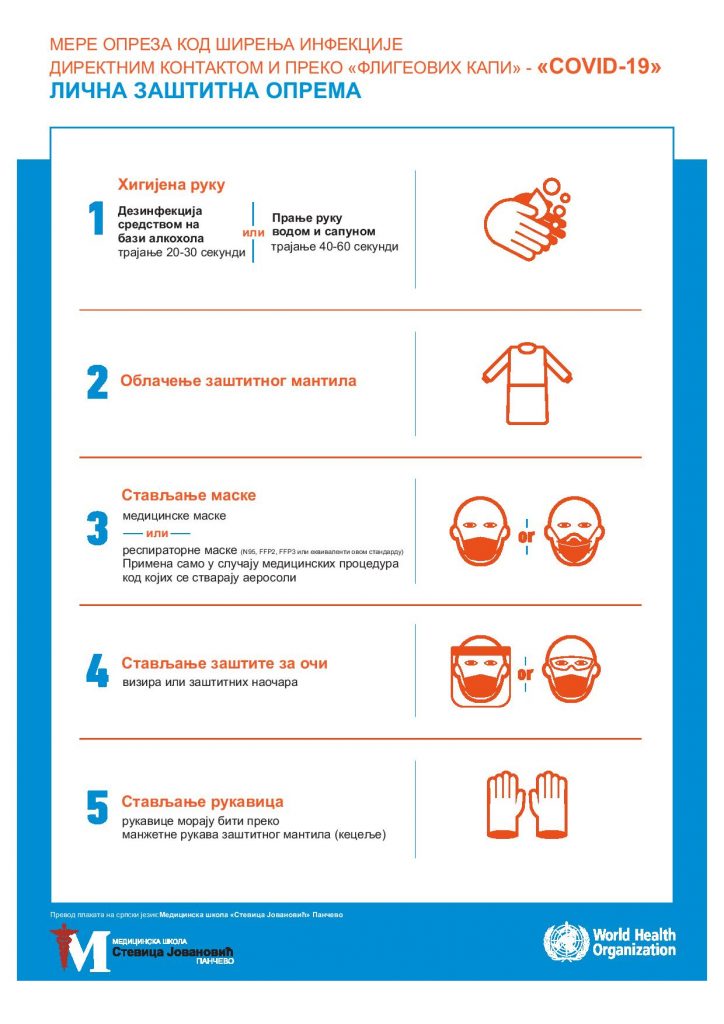 МЕРЕ ОПРЕЗА КОД ШИРЕЊА ИНФЕКЦИЈЕ
ДИРЕКТНИМ КОНТАКТОМ И ПРЕКО «ФЛИГЕОВИХ КАПИ» - «COVID-19»
ЛИЧНА ЗАШТИТНА ОПРЕМА
1
Хигијена руку
Дезинфекција
средством на
бази алкохола
трајање 20-30 секунди
или
Прање руку
водом и сапуном
трајање 40-60 секунди
2
Облачење заштитног мантила
3
Стављање маске
медицинске маске
или
респираторне маске (N95, FFP2, FFP3 или еквиваленти овом стандарду)
Примена само у случају медицинских процедура
код којих се стварају аеросоли
or
4
Стављање заштите за очи
визира или заштитних наочара
or
5
Стављање рукавица
рукавице морају бити преко
манжетне рукава заштитног мантила (кецеље)
Превод плаката на српски језик:Медицинска школа «Стевица Јовановић» Панчево
М
МЕДИЦИНСКА ШКОЛА
Стевица Јовановић
ПАНЧЕВО
World Health
Organization